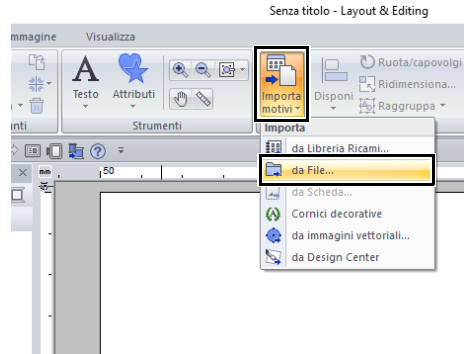 Senza titolo - Layout & Editing
mmagine Visualizza
Testo Attributi Importa motivi Disponi Ruota/capovolgi
Ridimensiona...
Raggruppa
nti Strumenti Importa
da Libreria Ricami...
da File...
da Scheda...
Cornici decorative
da immagini vettoriali...
da Design Center
mm 50